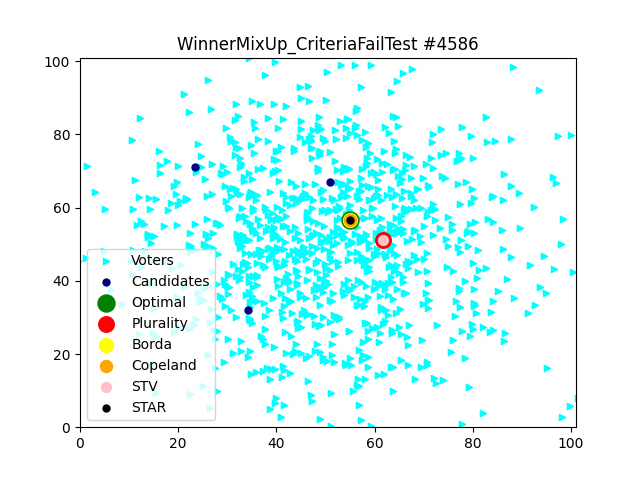 WinnerMixUp_CriteriaFailTest #4586
100
80
60
40
20
0
Voters
Candidates
Optimal
Plurality
Borda
Copeland
STV
STAR
0 20 40 60 80 100